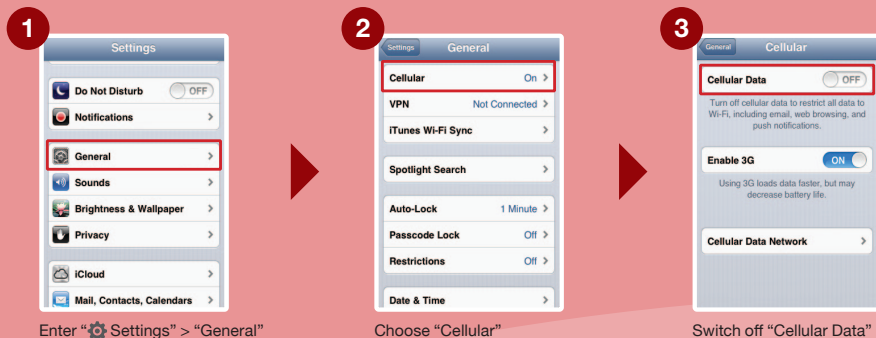 1
Settings
Do Not Disturb OFF
Notifications
General
Sounds
Brightness & Wallpaper
Privacy
iCloud
Mail, Contacts, Calendars
Enter " Settings" > "General"
2
Settings General
Cellular On
VPN Not Connected
iTunes Wi-Fi Sync
Spotlight Search
Auto-Lock 1 Minute
Passcode Lock Off
Restrictions Off
Date & Time
Choose "Cellular"
3
General Cellular
Cellular Data OFF
Turn off cellular data to restrict all data to
Wi-Fi, including email, web browsing, and
push notifications.
Enable 3G ON
Using 3G loads data faster, but may
decrease battery life.
Cellular Data Network
Switch off "Cellular Data"